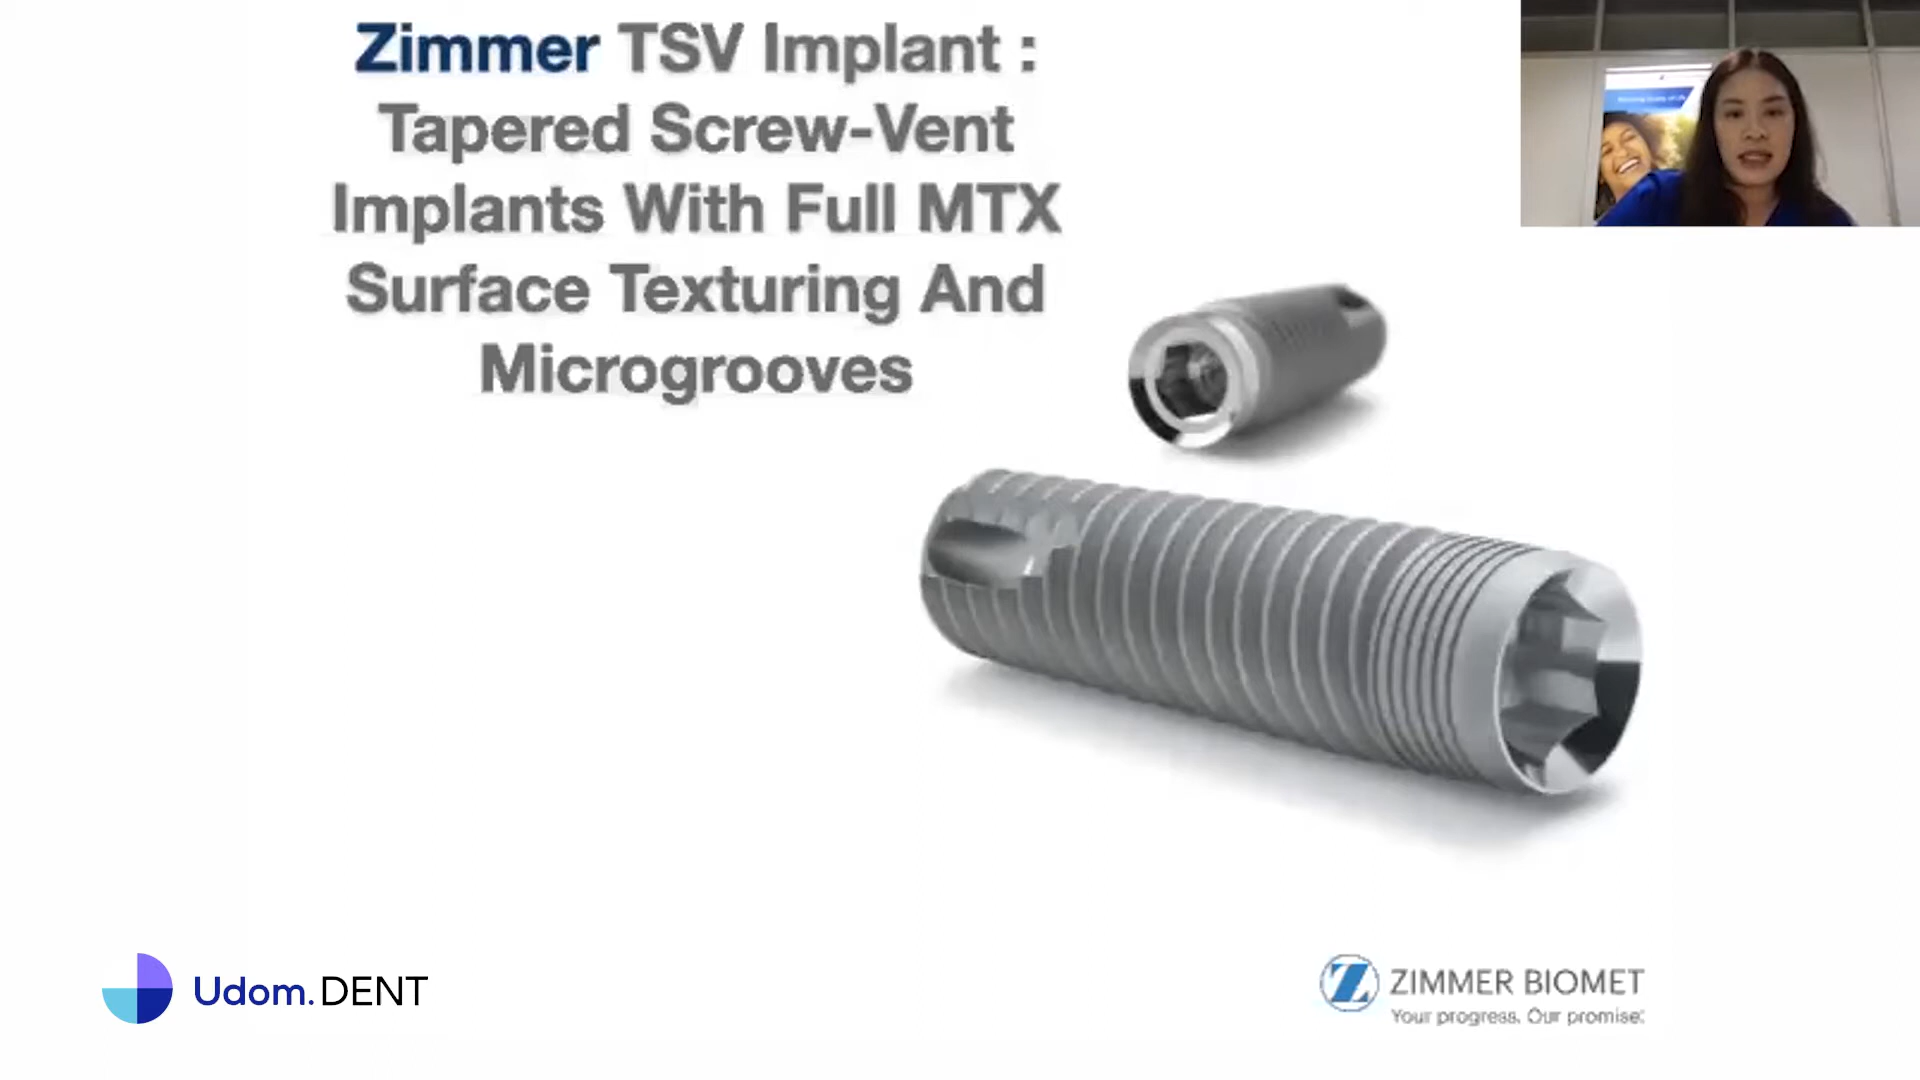 Zimmer TSV Implant :
Tapered Screw-Vent
Implants With Full MTX
Surface Texturing And
Microgrooves
Udom.DENT
ZIMMER BIOMET
Your progress. Our promise.